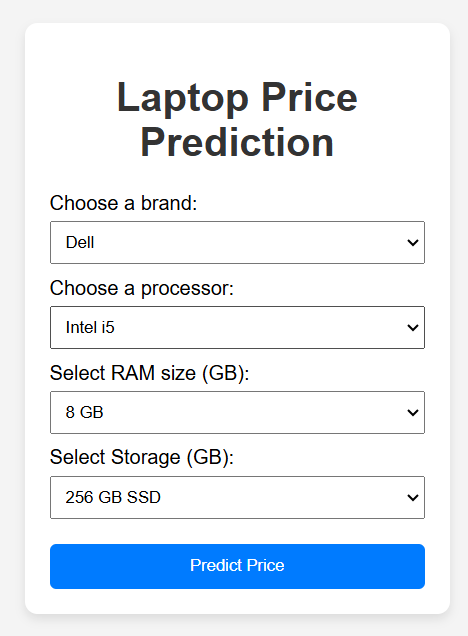 Laptop Price
Prediction
Choose a brand:
Dell
Choose a processor:
Intel i5
Select RAM size (GB):
8 GB
Select Storage (GB):
256 GB SSD
Predict Price